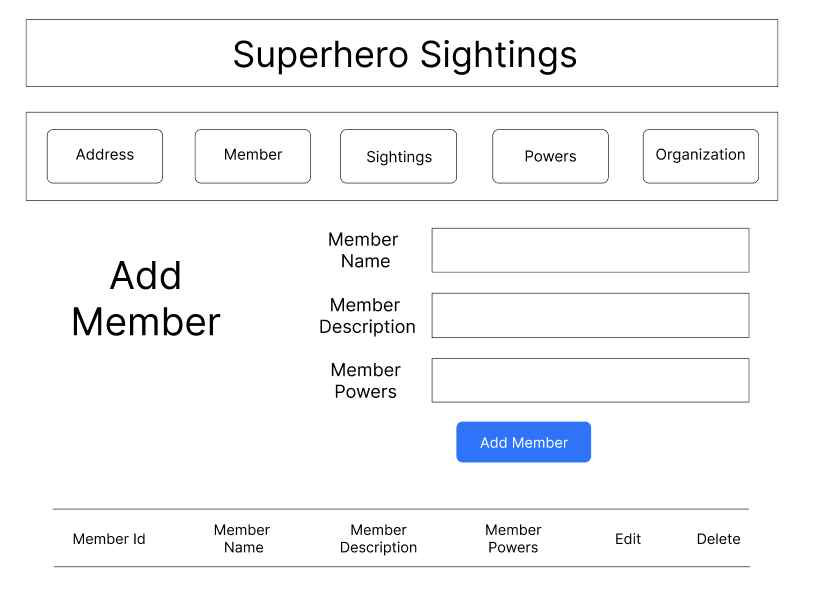 Superhero Sightings
Address
Member
Sightings
Powers
Organization
Add
Member
Member
Name
Member
Description
Member
Powers
Add Member
Member Id
Member
Name
Member
Description
Member
Powers
Edit
Delete